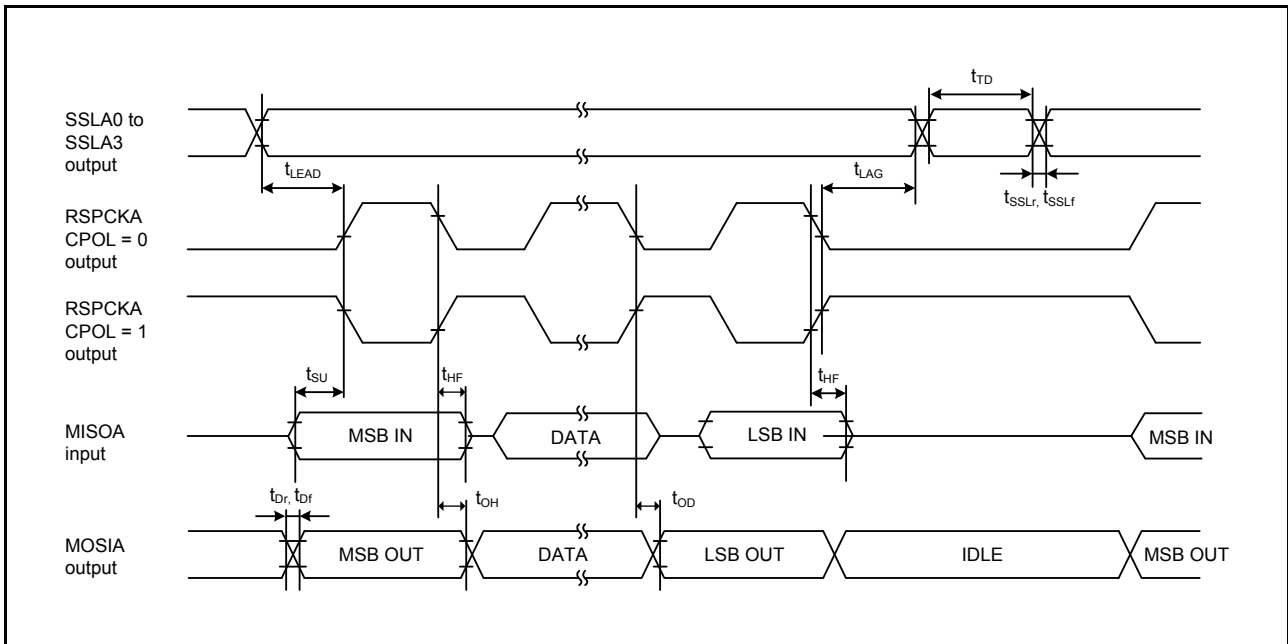 SSLA0 to
SSLA3
output
tTD
tLEAD
tLAG
tSSLr, tSSLf
RSPCKA
CPOL = 0
output
RSPCKA
CPOL = 1
output
tSU
tHF
tHF
MISOA
input
MSB IN
DATA
LSB IN
MSB IN
tDr, tDf
tOH
tOD
MOSIA
output
MSB OUT
DATA
LSB OUT
IDLE
MSB OUT